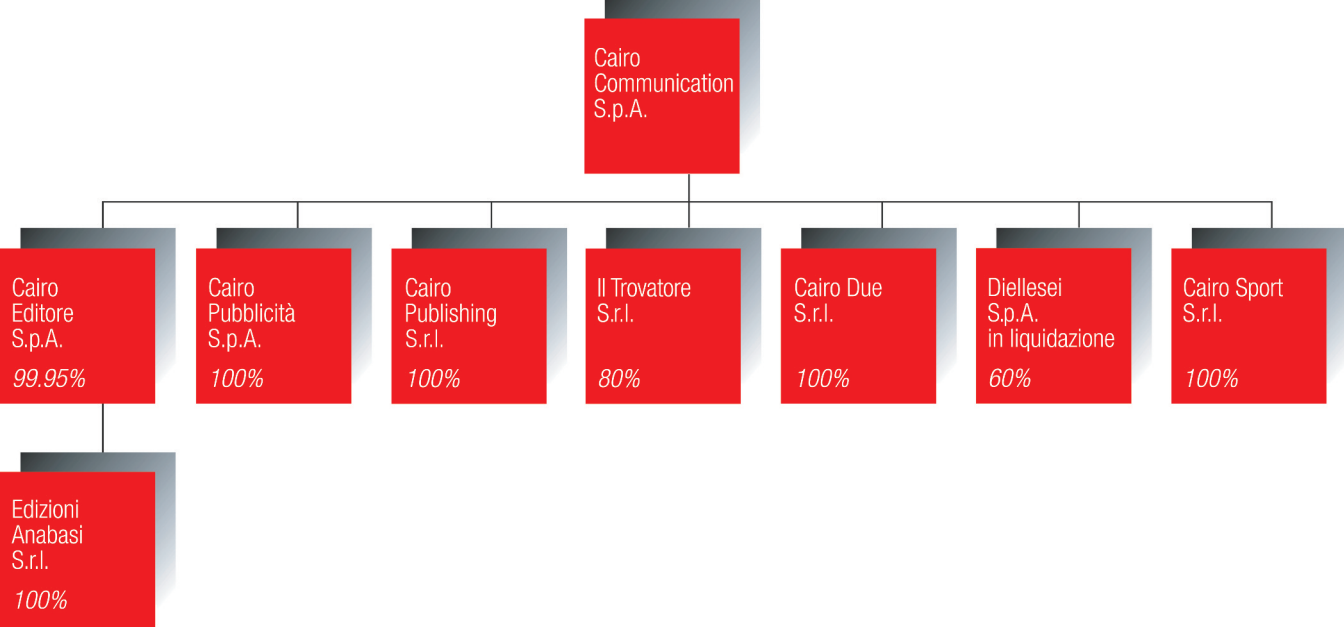 Cairo
Communication
S.p.A.
Cairo
Editore
S.p.A.
99.95%
Cairo
Pubblicità
S.p.A.
100%
Cairo
Publishing
S.r.l.
100%
Il Trovatore
S.r.l.
80%
Cairo Due
S.r.l.
100%
Diellesei
S.p.A.
in liquidazione
60%
Cairo Sport
S.r.l.
100%
Edizioni
Anabasi
S.r.l.
100%